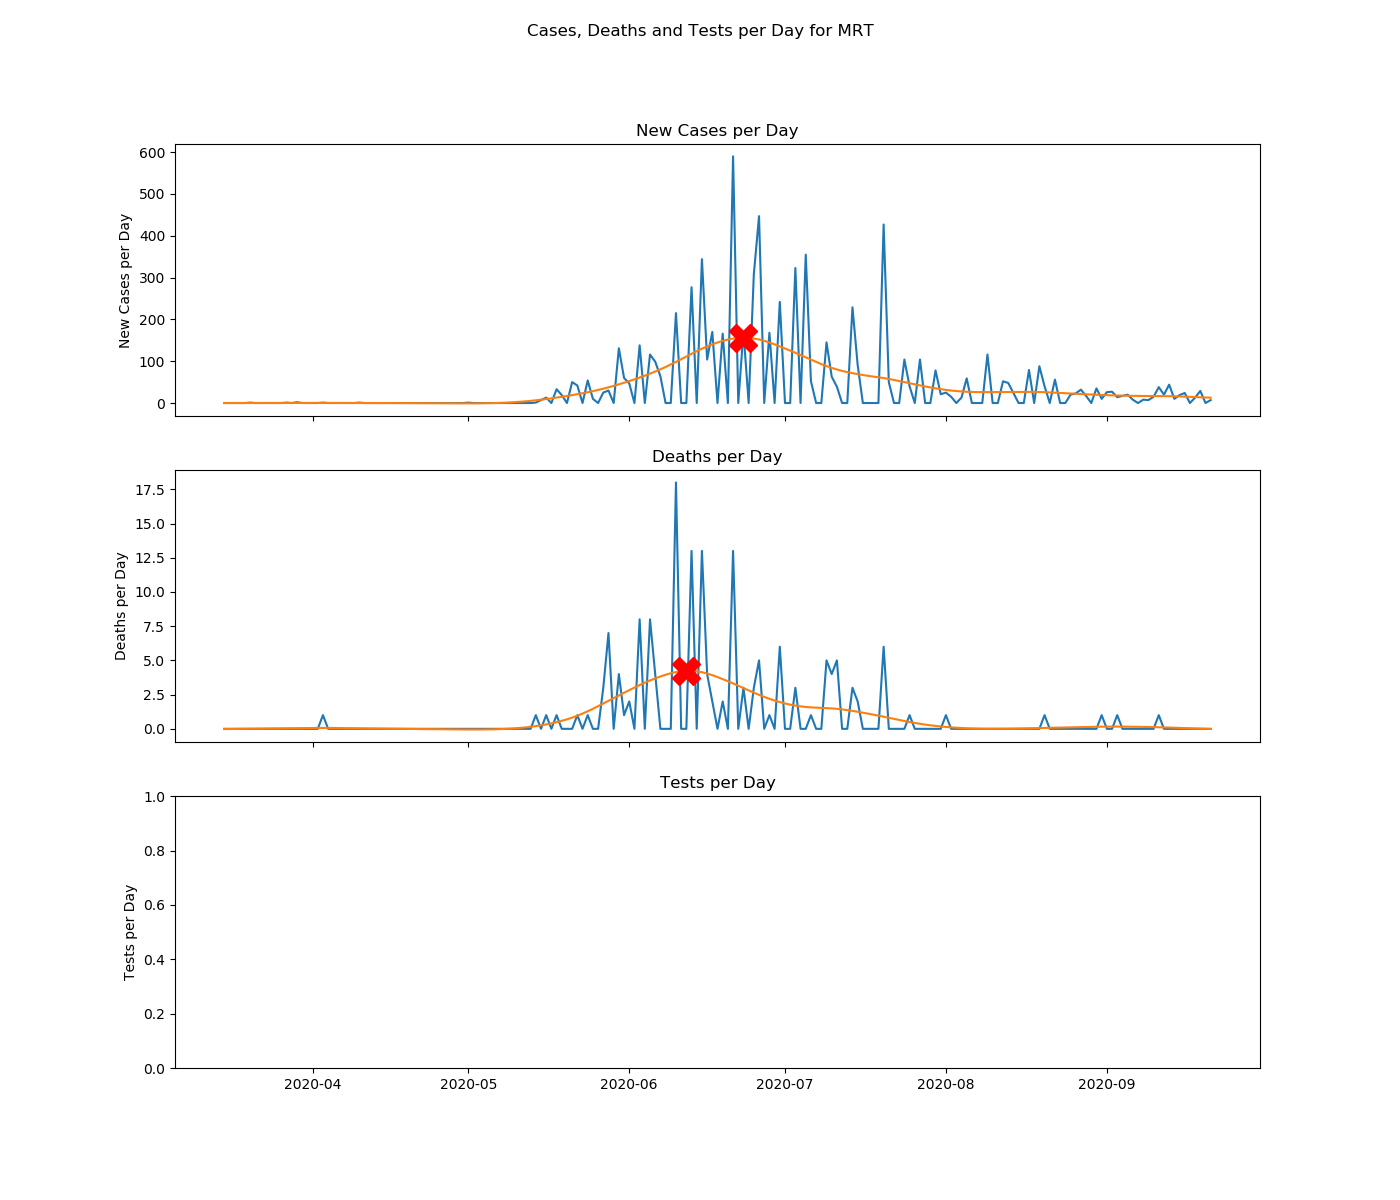 Cases, Deaths and Tests per Day for MRT
New Cases per Day
New Cases per Day
600
500
400
300
200
100
0
Deaths per Day
Deaths per Day
17.5
15.0
12.5
10.0
7.5
5.0
2.5
0.0
Tests per Day
Tests per Day
1.0
0.8
0.6
0.4
0.2
0.0
2020-04 2020-05 2020-06 2020-07 2020-08 2020-09